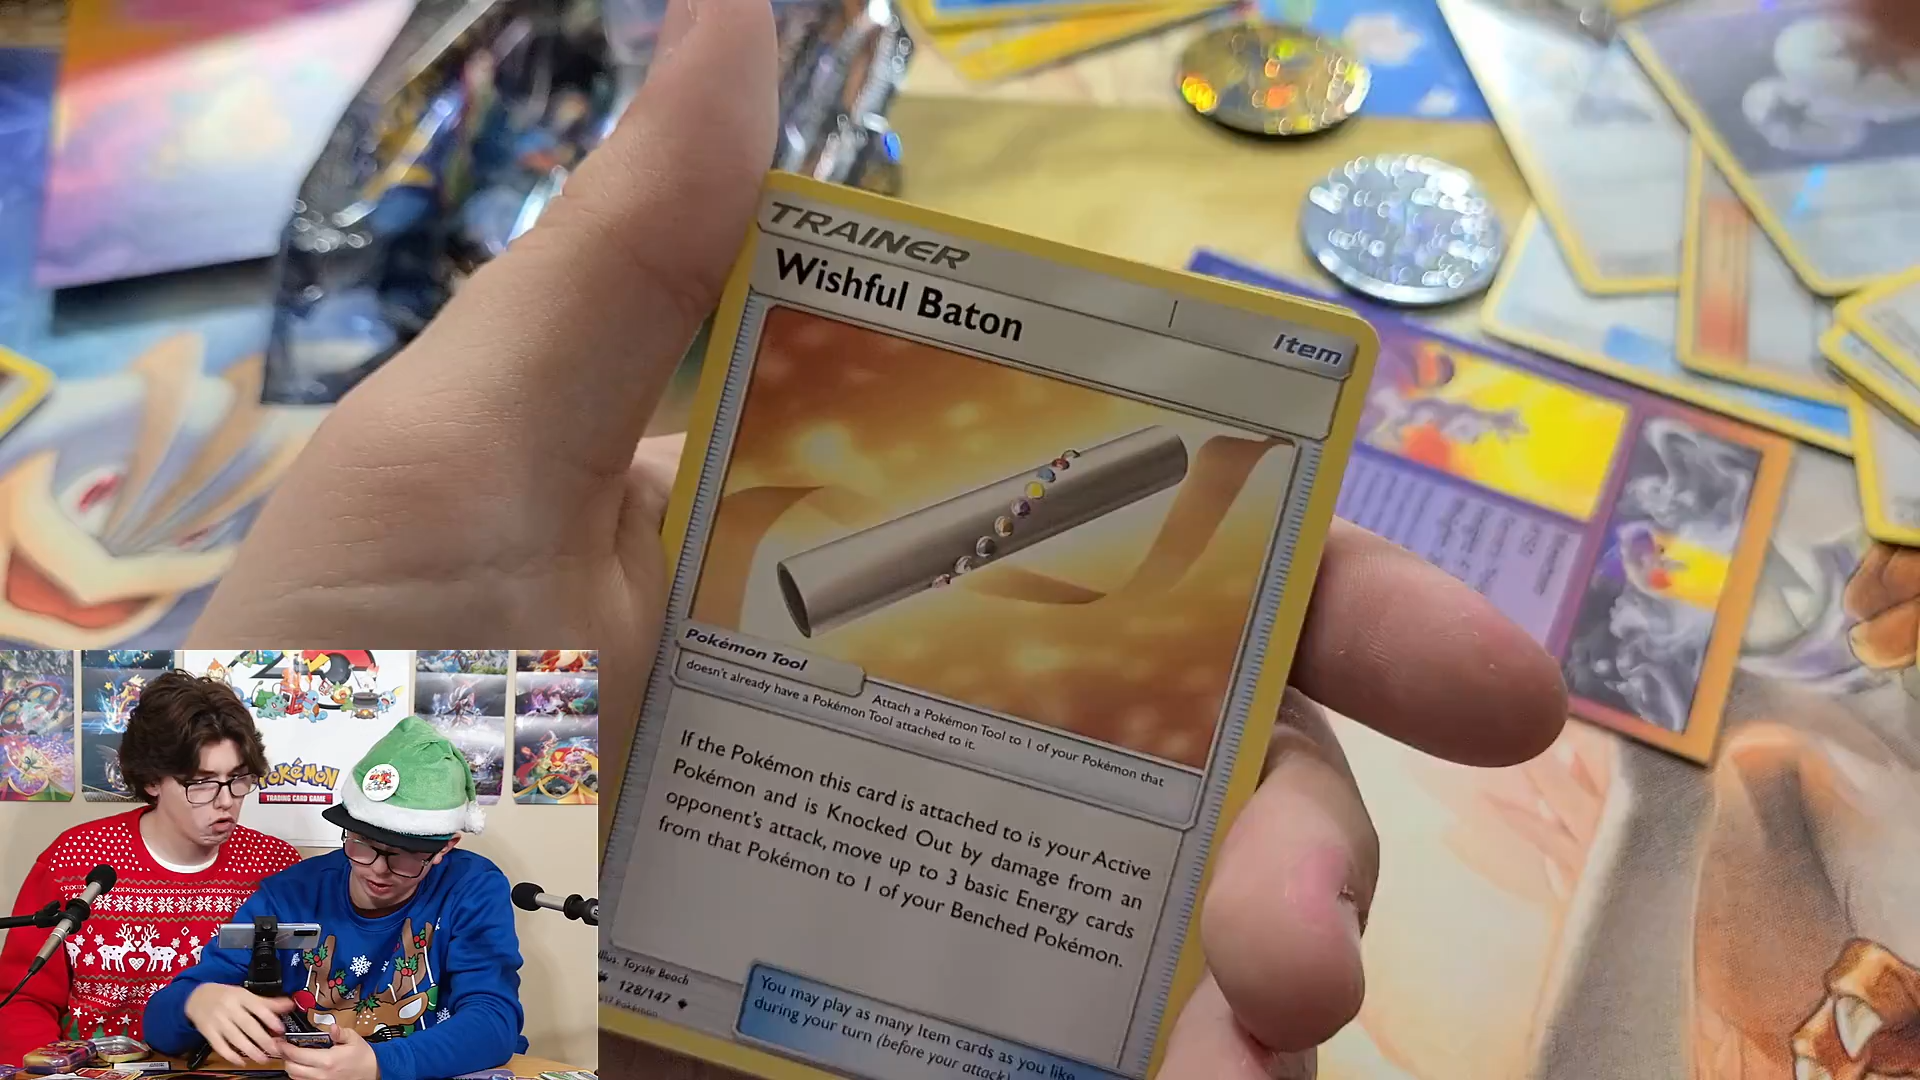 TRAINER
Wishful Baton
Item
Pokémon Tool
Attach a Pokémon Tool to 1 of your Pokémon that
doesn't already have a Pokémon Tool attached to it.
If the Pokémon this card is attached to is your Active
Pokémon and is Knocked Out by damage from an
opponent's attack, move up to 3 basic Energy cards
from that Pokémon to 1 of your Benched Pokémon.
Illus. Toyste Beach
128/147
You may play as many Item cards as you like
during your turn (before your attack)
POKÉMON
TRADING CARD GAME